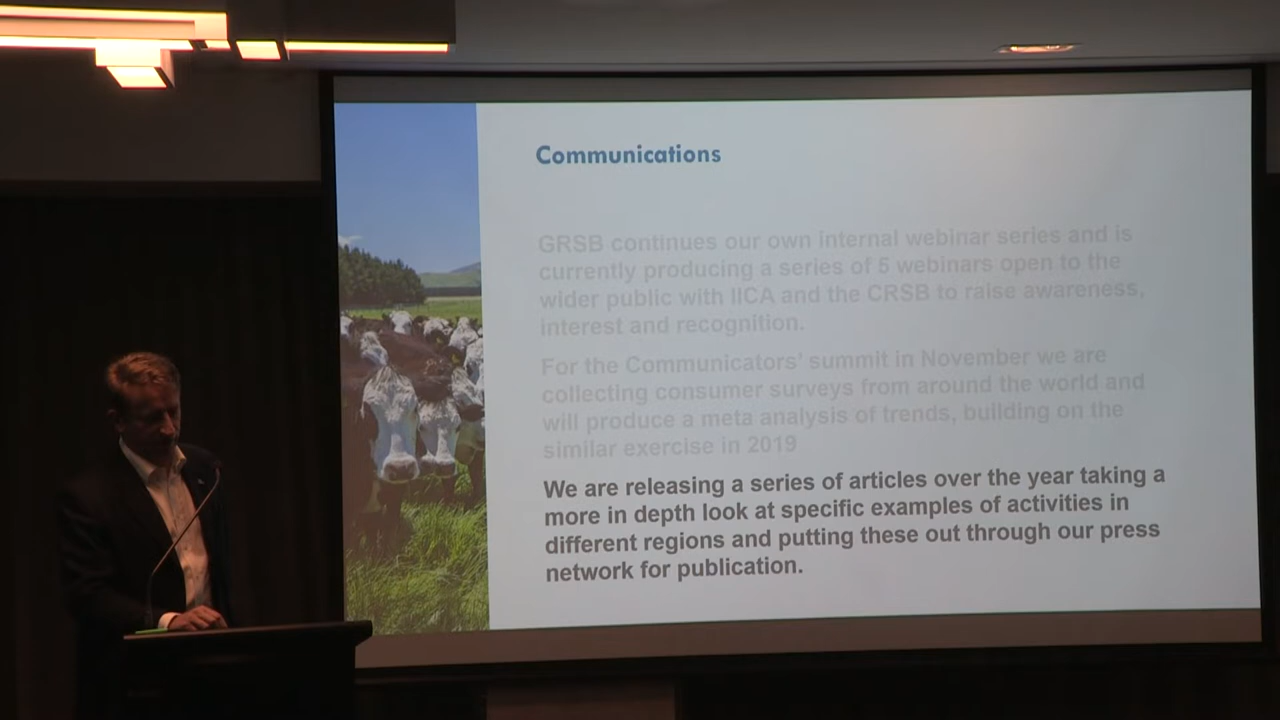 Communications
GRSB continues our own internal webinar series and is
currently producing a series of 5 webinars open to the
wider public with IICA and the CRSB to raise awareness,
interest and recognition.
For the Communicators' summit in November we are
collecting consumer surveys from around the world and
will produce a meta analysis of trends, building on the
similar exercise in 2019
We are releasing a series of articles over the year taking a
more in depth look at specific examples of activities in
different regions and putting these out through our press
network for publication.